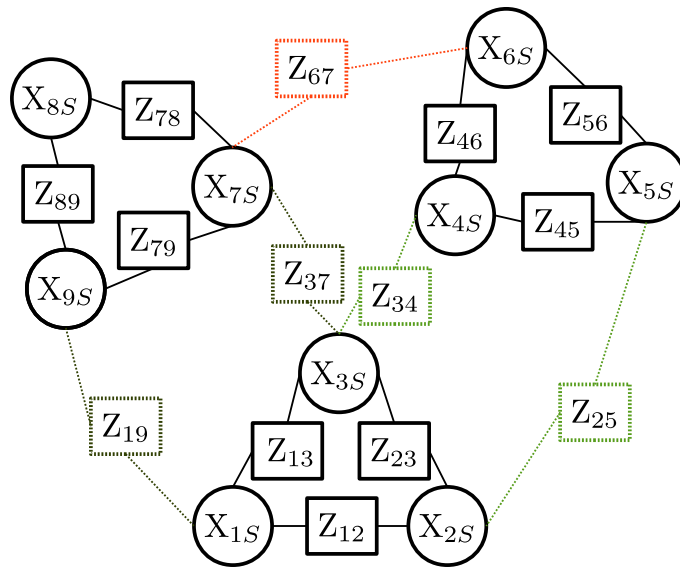 X₆S
Z₆₇
X₈S
Z₇₈
Z₅₆
Z₄₆
X₇S
X₅S
Z₈₉
X₄S
Z₄₅
Z₇₉
X₉S
Z₃₇
Z₃₄
X₃S
Z₁₉
Z₂₅
Z₁₃
Z₂₃
X₁S
Z₁₂
X₂S